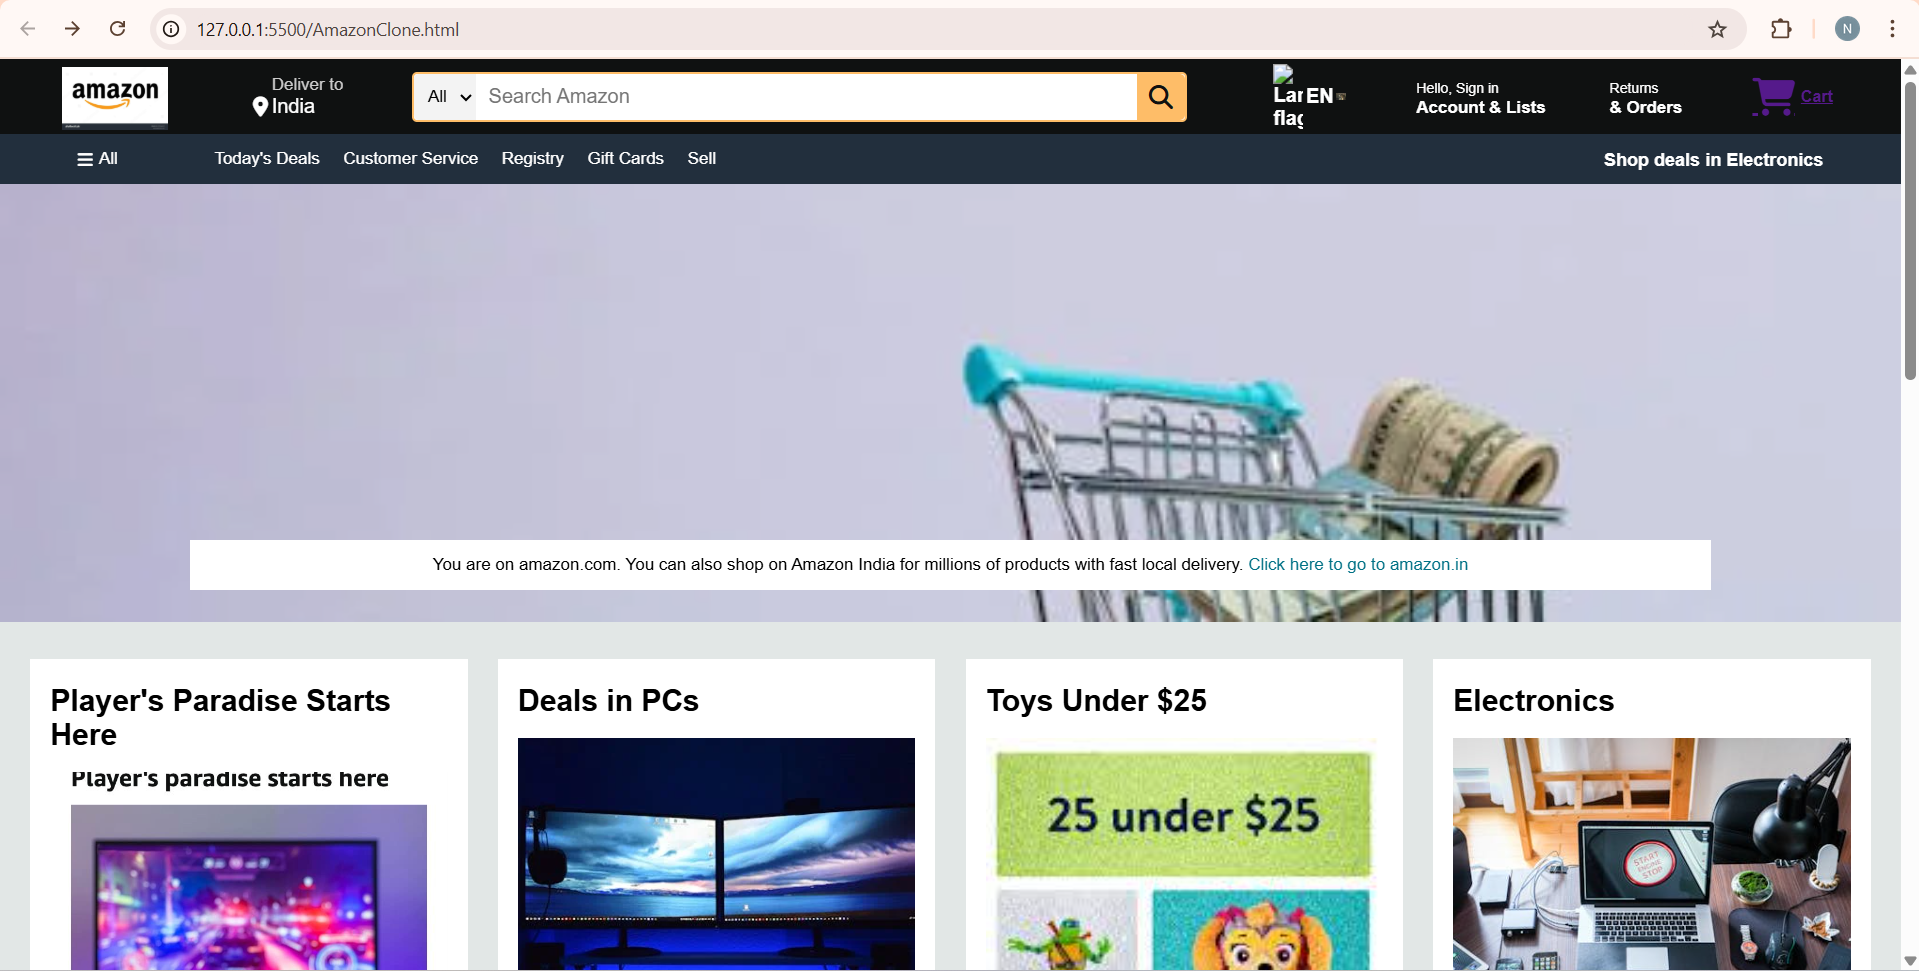 127.0.0.1:5500/AmazonClone.html
N
amazon
Deliver to
India
All
Search Amazon
Lan
flag
EN
Hello, Sign in
Account & Lists
Returns
& Orders
Cart
All
Today's Deals
Customer Service
Registry
Gift Cards
Sell
Shop deals in Electronics
You are on amazon.com. You can also shop on Amazon India for millions of products with fast local delivery. Click here to go to amazon.in
Player's Paradise Starts
Here
Player's paradise starts here
Deals in PCs
Toys Under $25
25 under $25
Electronics
START
ENGINE
STOP